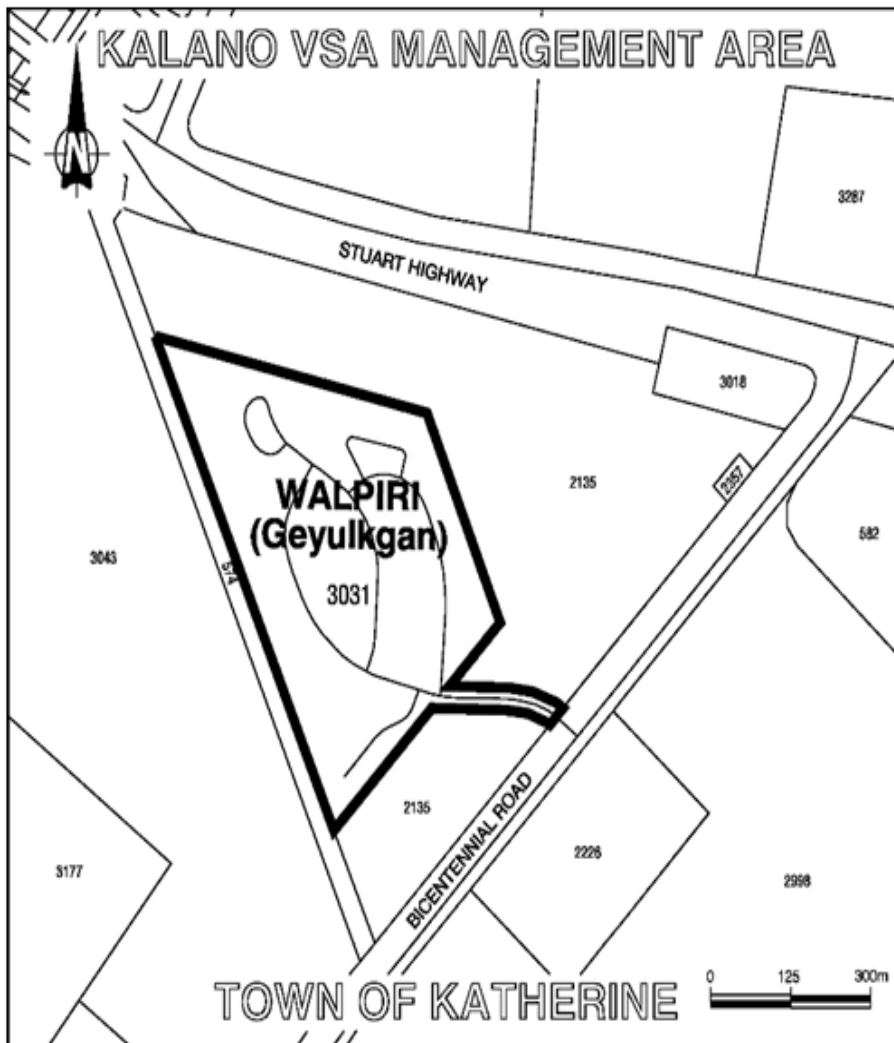 KALANO VSA MANAGEMENT AREA
N
3287
STUART HIGHWAY
3018
2135
2357
WALPIRI
(Geyulkgan)
582
3043
574
3031
2135
BICENTENNIAL ROAD
2226
3177
2998
0 125 300m
TOWN OF KATHERINE